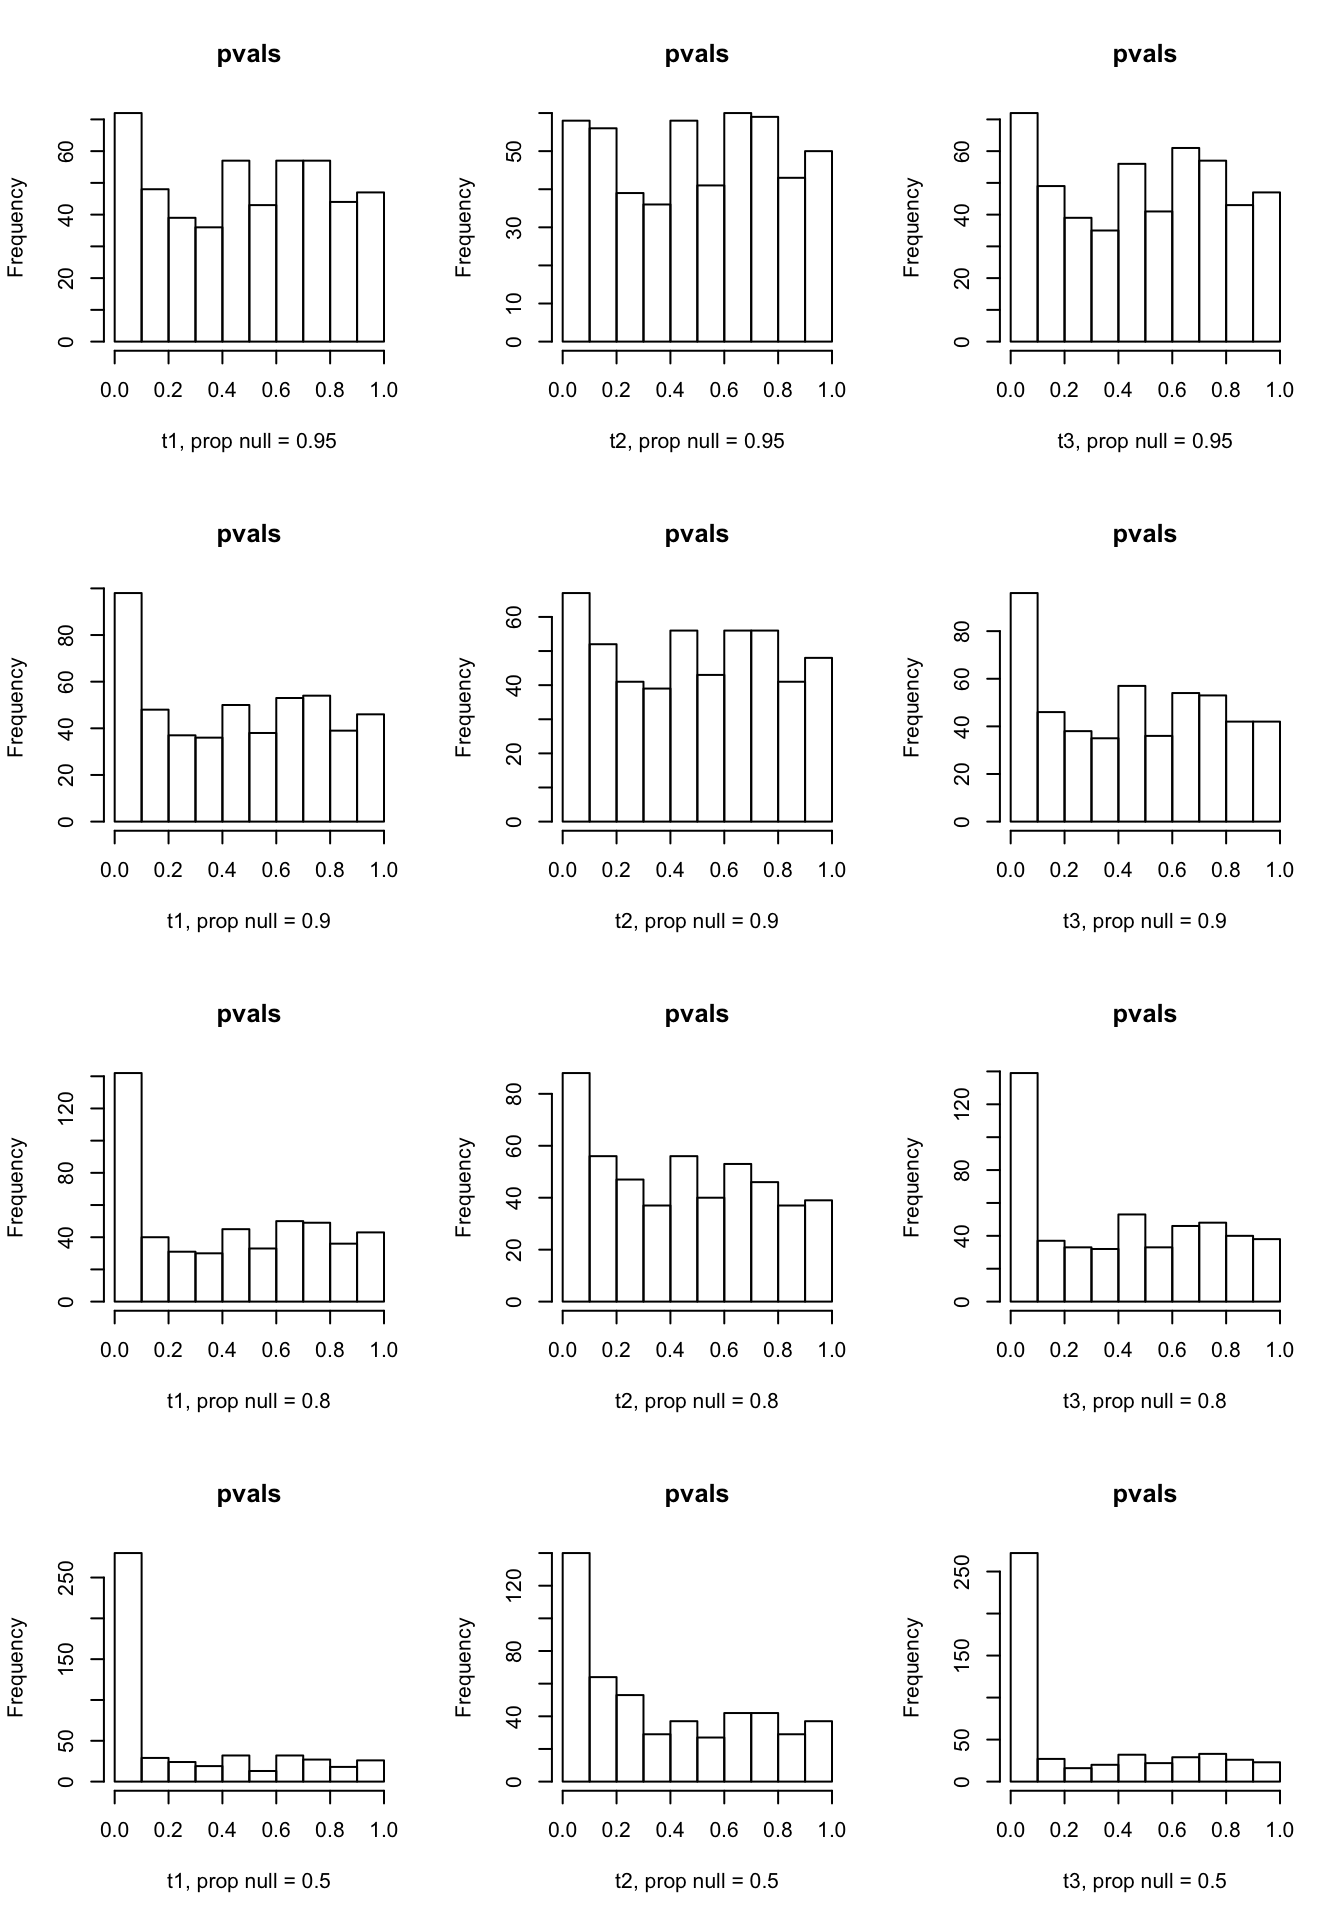 pvals pvals pvals
Frequency Frequency Frequency
0 20 40 60 0 10 30 50 0 20 40 60
0.0 0.2 0.4 0.6 0.8 1.0 0.0 0.2 0.4 0.6 0.8 1.0 0.0 0.2 0.4 0.6 0.8 1.0
t1, prop null = 0.95 t2, prop null = 0.95 t3, prop null = 0.95
pvals pvals pvals
Frequency Frequency Frequency
0 20 40 60 80 0 20 40 60 0 20 40 60 80
0.0 0.2 0.4 0.6 0.8 1.0 0.0 0.2 0.4 0.6 0.8 1.0 0.0 0.2 0.4 0.6 0.8 1.0
t1, prop null = 0.9 t2, prop null = 0.9 t3, prop null = 0.9
pvals pvals pvals
Frequency Frequency Frequency
0 40 80 120 0 20 40 60 80 0 40 80 120
0.0 0.2 0.4 0.6 0.8 1.0 0.0 0.2 0.4 0.6 0.8 1.0 0.0 0.2 0.4 0.6 0.8 1.0
t1, prop null = 0.8 t2, prop null = 0.8 t3, prop null = 0.8
pvals pvals pvals
Frequency Frequency Frequency
0 50 150 250 0 40 80 120 0 50 150 250
0.0 0.2 0.4 0.6 0.8 1.0 0.0 0.2 0.4 0.6 0.8 1.0 0.0 0.2 0.4 0.6 0.8 1.0
t1, prop null = 0.5 t2, prop null = 0.5 t3, prop null = 0.5